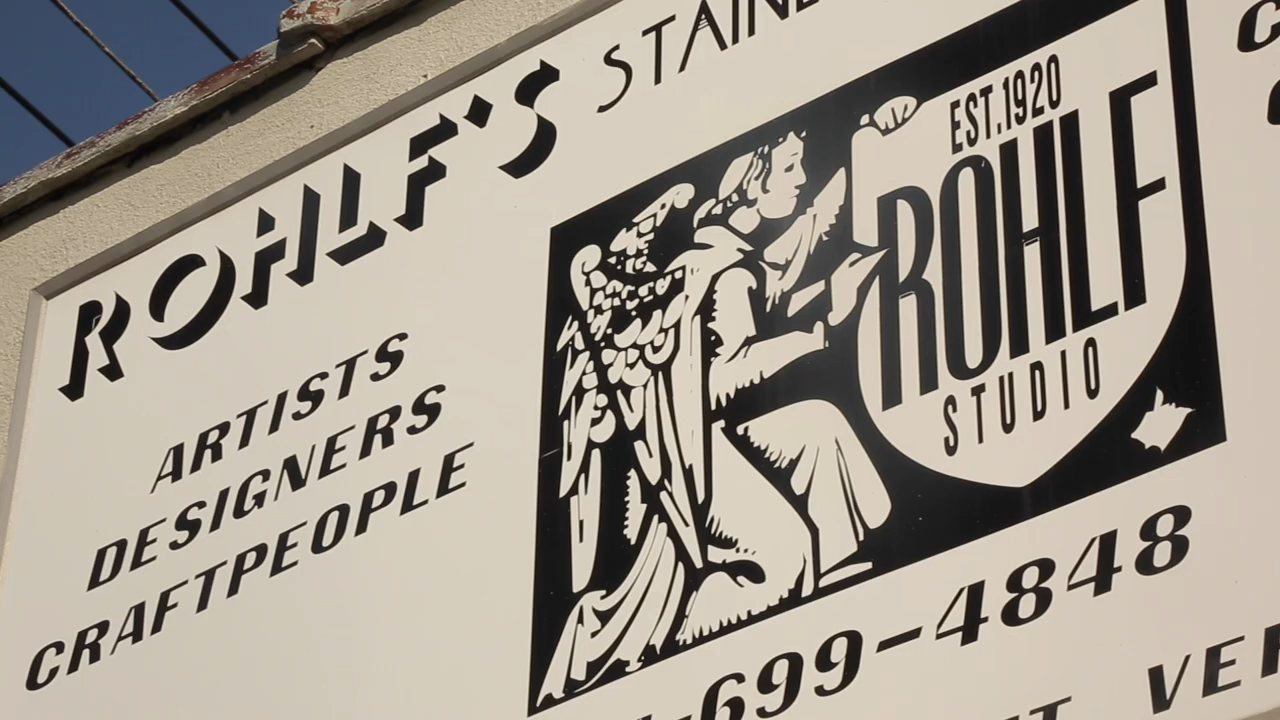 ROHLF'S
ARTISTS
DESIGNERS
CRAFTPEOPLE
EST.1920
ROHLF
STUDIO
699-4848